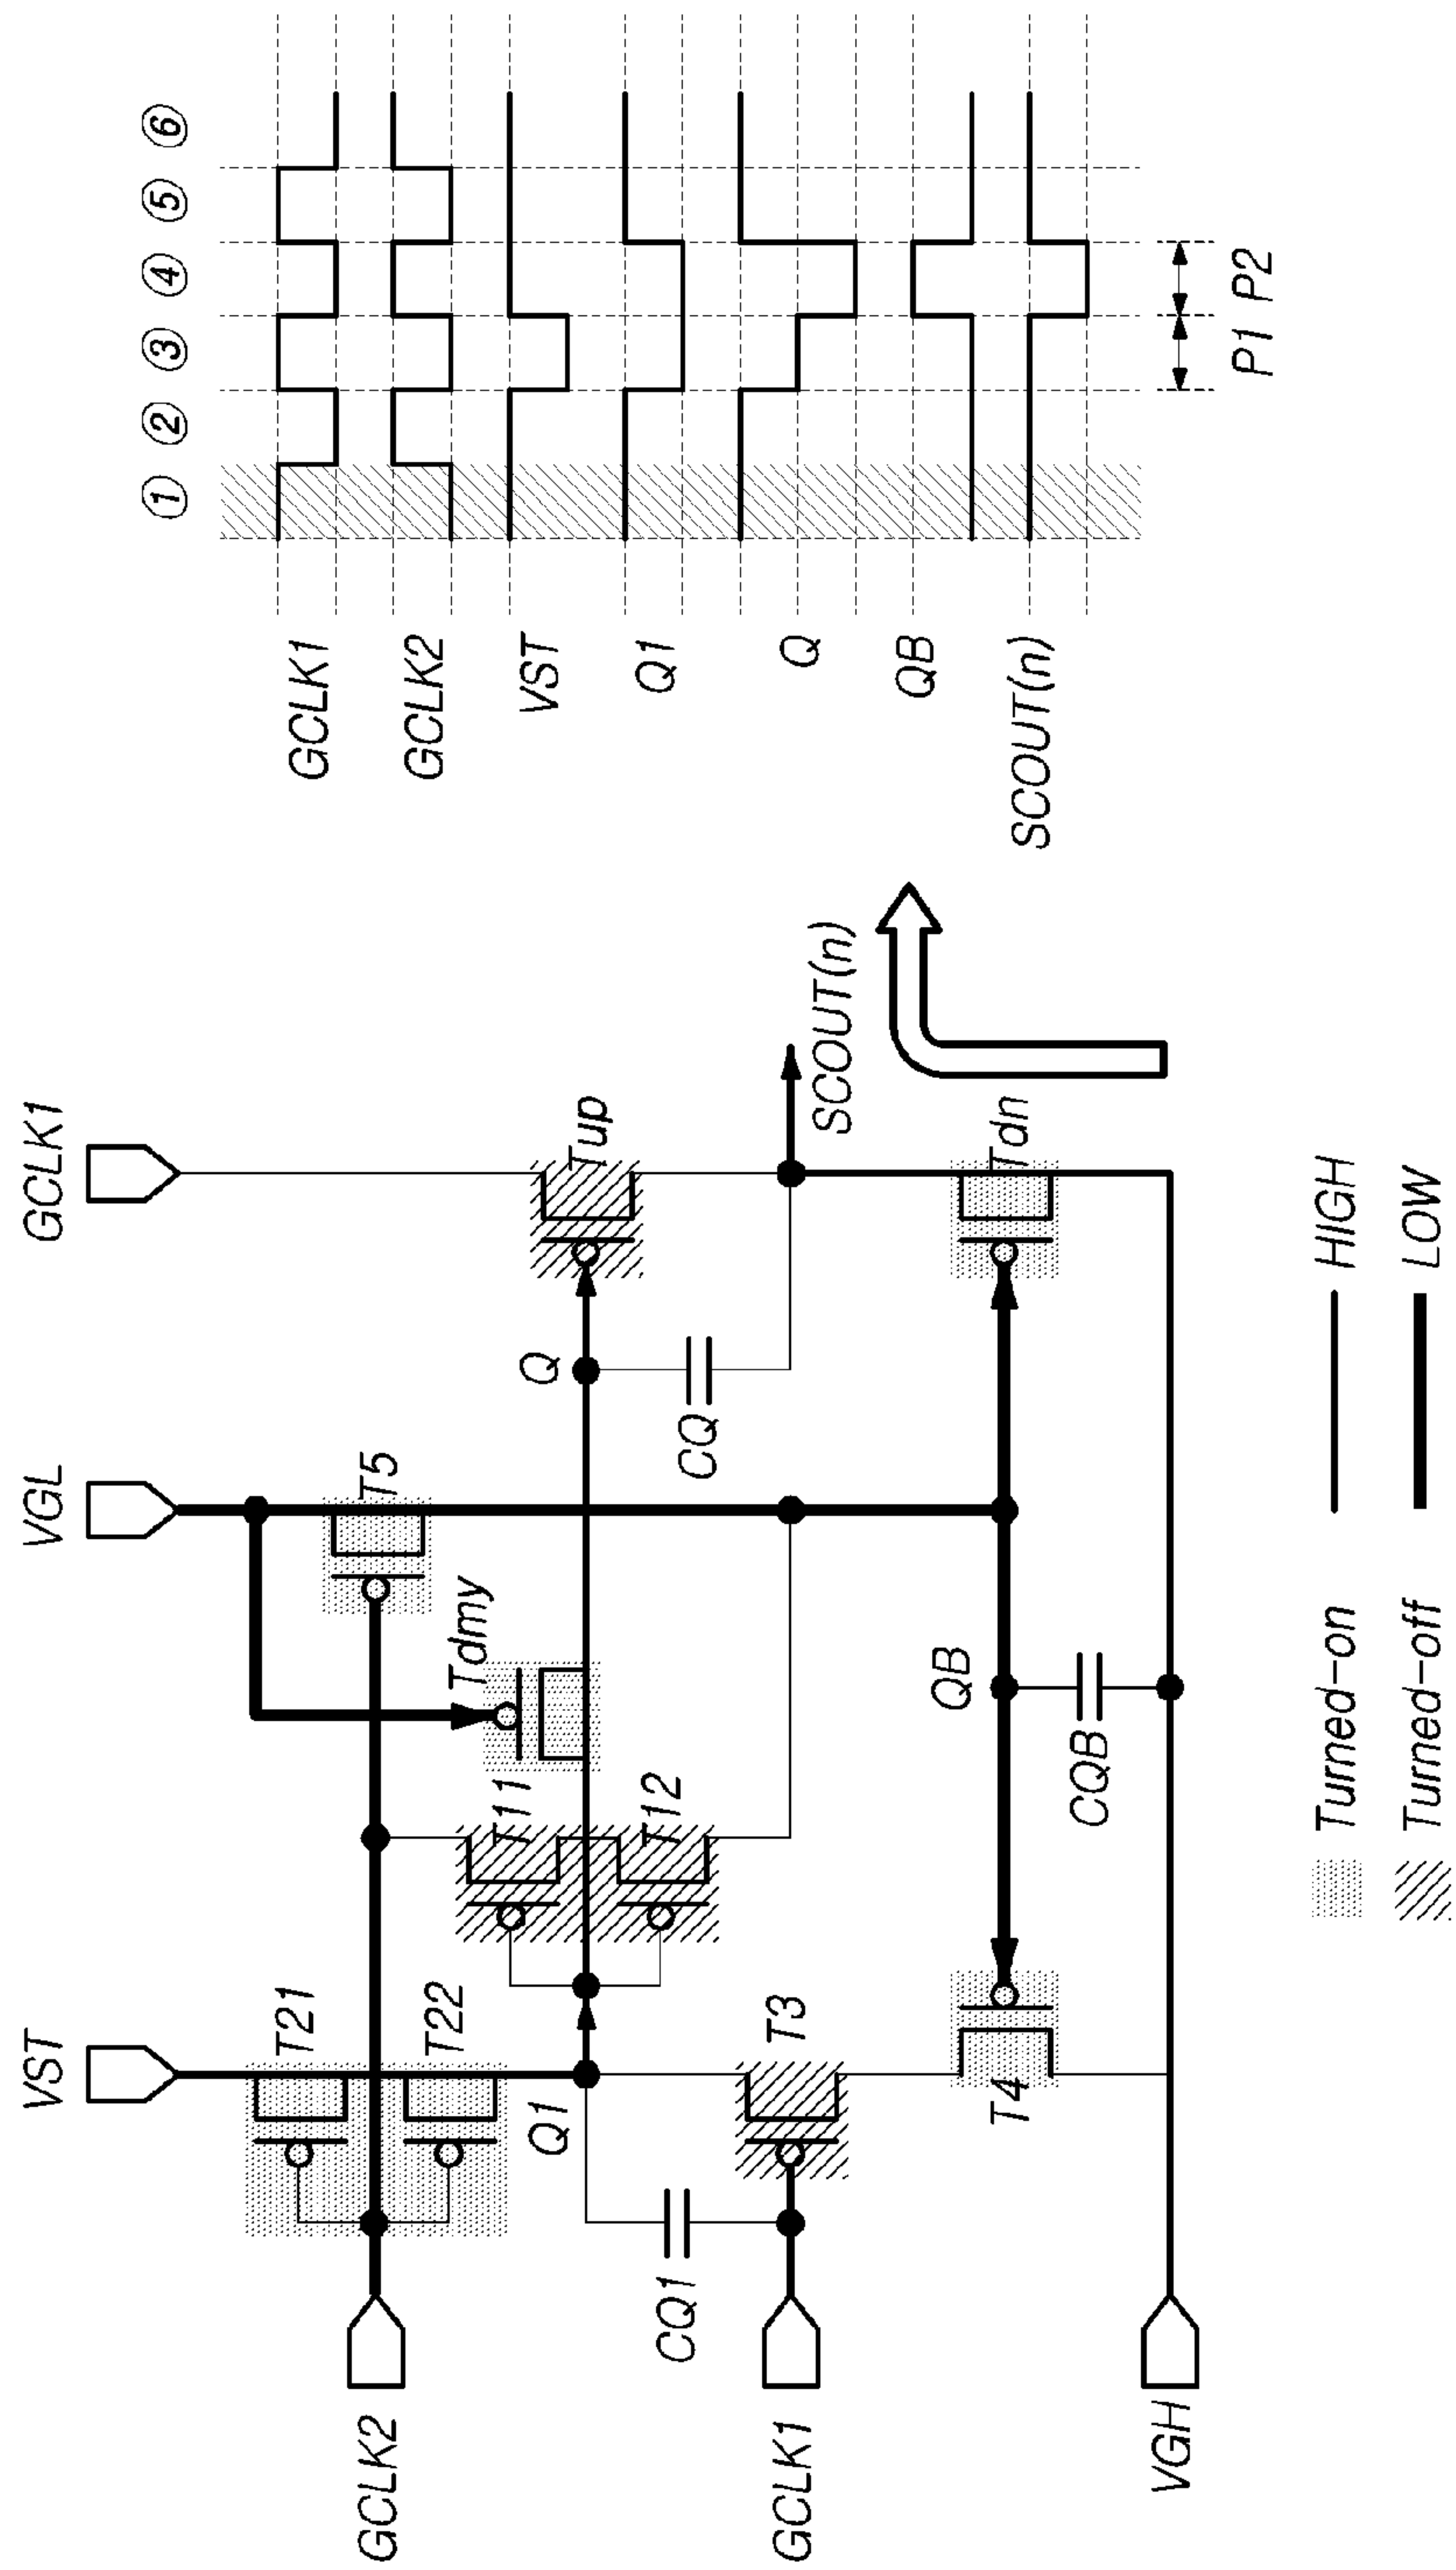 VST
VGL
GCLK1
GCLK2
T21
T22
T11
T12
Tdmy
T5
Q
Tup
Q1
CQ1
CQ
SCOUT(n)
GCLK1
T3
T4
QB
CQB
Tdn
VGH
Turned-on
HIGH
Turned-off
LOW
① ② ③ ④ ⑤ ⑥
GCLK1
GCLK2
VST
Q1
Q
QB
SCOUT(n)
P1 P2